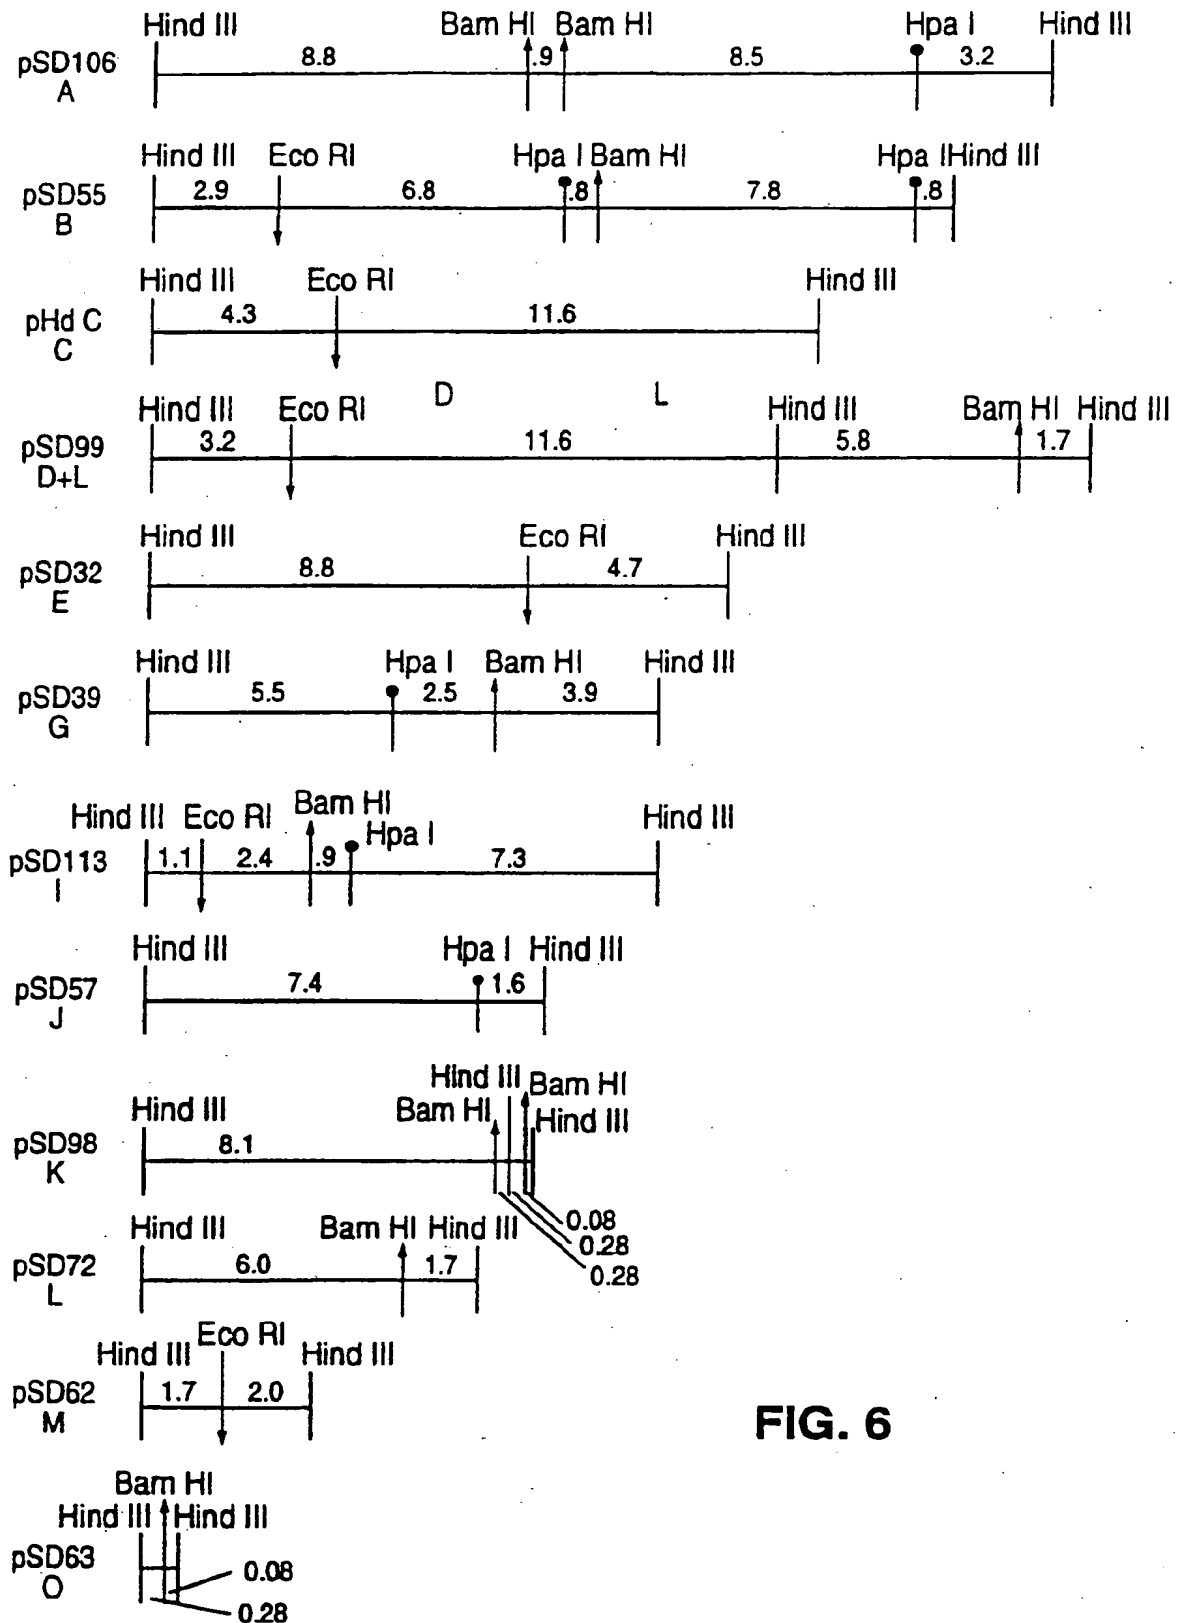 Hind III Bam HI Bam HI Hpa I Hind III
pSD106 8.8 .9 8.5 3.2
A
Hind III Eco RI Hpa I Bam HI Hpa I Hind III
pSD55 2.9 6.8 .8 7.8 .8
B
Hind III Eco RI Hind III
pHd C 4.3 11.6
C
D L
Hind III Eco RI Hind III Bam HI Hind III
pSD99 3.2 11.6 5.8 1.7
D+L
Hind III Eco RI Hind III
pSD32 8.8 4.7
E
Hind III Hpa I Bam HI Hind III
pSD39 5.5 2.5 3.9
G
Bam HI
Hind III Eco RI Hpa I Hind III
pSD113 1.1 2.4 .9 7.3
I
Hind III Hpa I Hind III
pSD57 7.4 1.6
J
Hind III Bam HI
Hind III Bam HI Hind III
pSD98 8.1
K
0.08
0.28
0.28
Hind III Bam HI Hind III
pSD72 6.0 1.7
L
Eco RI
Hind III Hind III
pSD62 1.7 2.0
M
FIG. 6
Bam HI
Hind III Hind III
pSD63
O
0.08
0.28